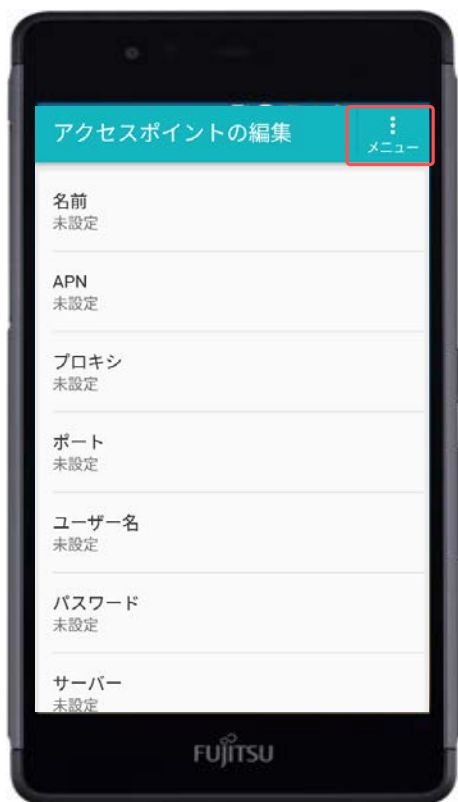 アクセスポイントの編集
メニュー
名前
未設定
APN
未設定
プロキシ
未設定
ポート
未設定
ユーザー名
未設定
パスワード
未設定
サーバー
未設定
FUJITSU